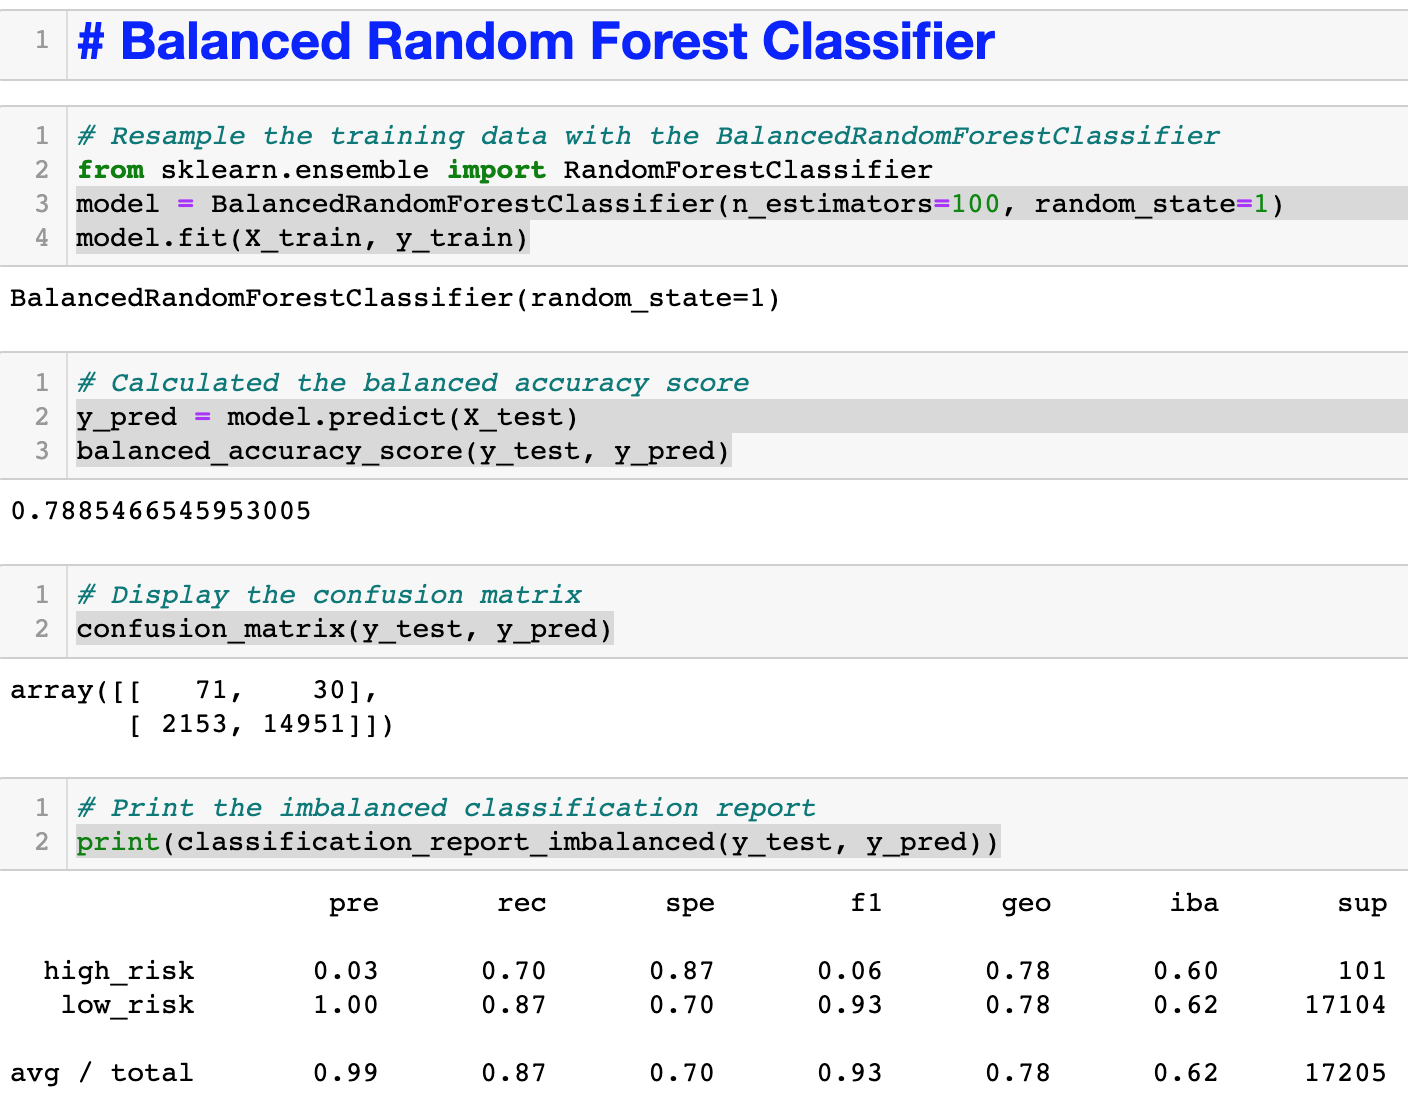 1 # Balanced Random Forest Classifier
1 # Resample the training data with the BalancedRandomForestClassifier
2 from sklearn.ensemble import RandomForestClassifier
3 model = BalancedRandomForestClassifier(n_estimators=100, random_state=1)
4 model.fit(X_train, y_train)
BalancedRandomForestClassifier(random_state=1)
1 # Calculated the balanced accuracy score
2 y_pred = model.predict(X_test)
3 balanced_accuracy_score(y_test, y_pred)
0.7885466545953005
1 # Display the confusion matrix
2 confusion_matrix(y_test, y_pred)
array([[   71,    30],
       [ 2153, 14951]])
1 # Print the imbalanced classification report
2 print(classification_report_imbalanced(y_test, y_pred))
pre rec spe f1 geo iba sup
high_risk 0.03 0.70 0.87 0.06 0.78 0.60 101
low_risk 1.00 0.87 0.70 0.93 0.78 0.62 17104
avg / total 0.99 0.87 0.70 0.93 0.78 0.62 17205